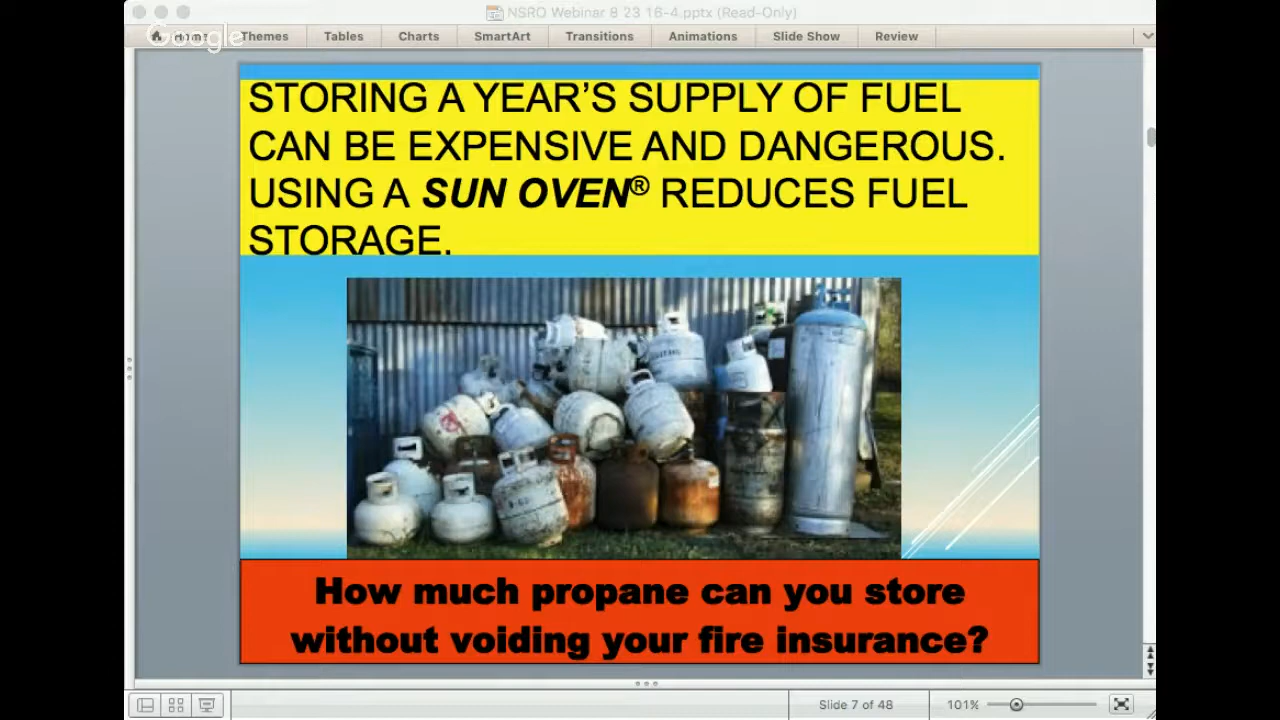 NSRO Webinar 8 23 16-4.pptx (Read-Only)
Google
Home Themes Tables Charts SmartArt Transitions Animations Slide Show Review
STORING A YEAR’S SUPPLY OF FUEL
CAN BE EXPENSIVE AND DANGEROUS.
USING A SUN OVEN® REDUCES FUEL
STORAGE.
How much propane can you store
without voiding your fire insurance?
Slide 7 of 48
101%